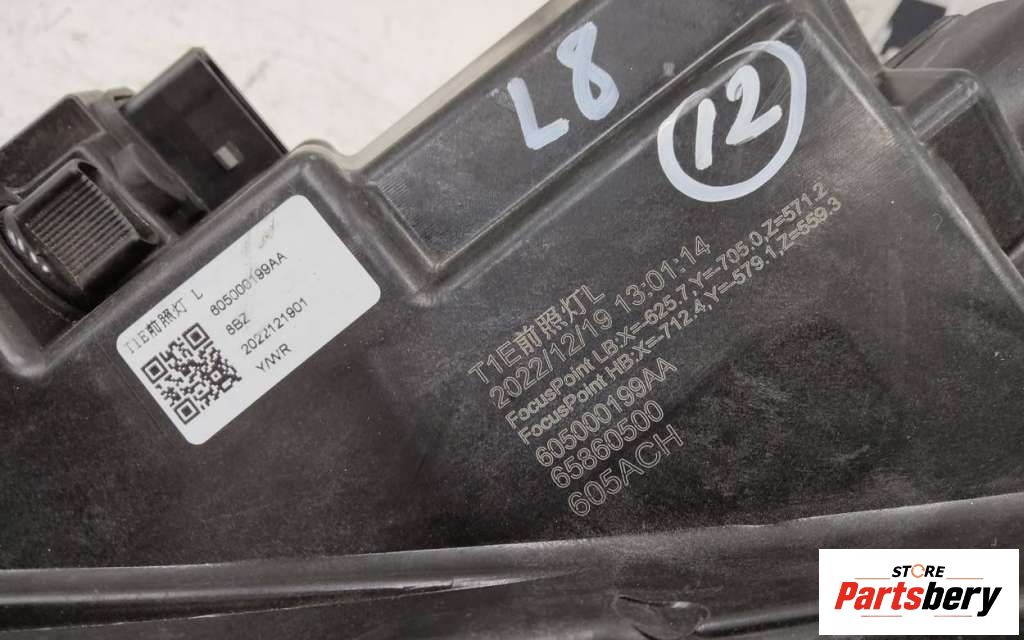 L8
12
T1E前照灯 L
605000199AA
8BZ
2022121901
Y/WR
T1E前照灯L
2022/12/19 13:01:14
FocusPoint LB:X=-625.7,Y=-705.0,Z=571.2
FocusPoint HB:X=-712.4,Y=-579.1,Z=559.3
605000199AA
65860500
605ACH
STORE
Partsbery